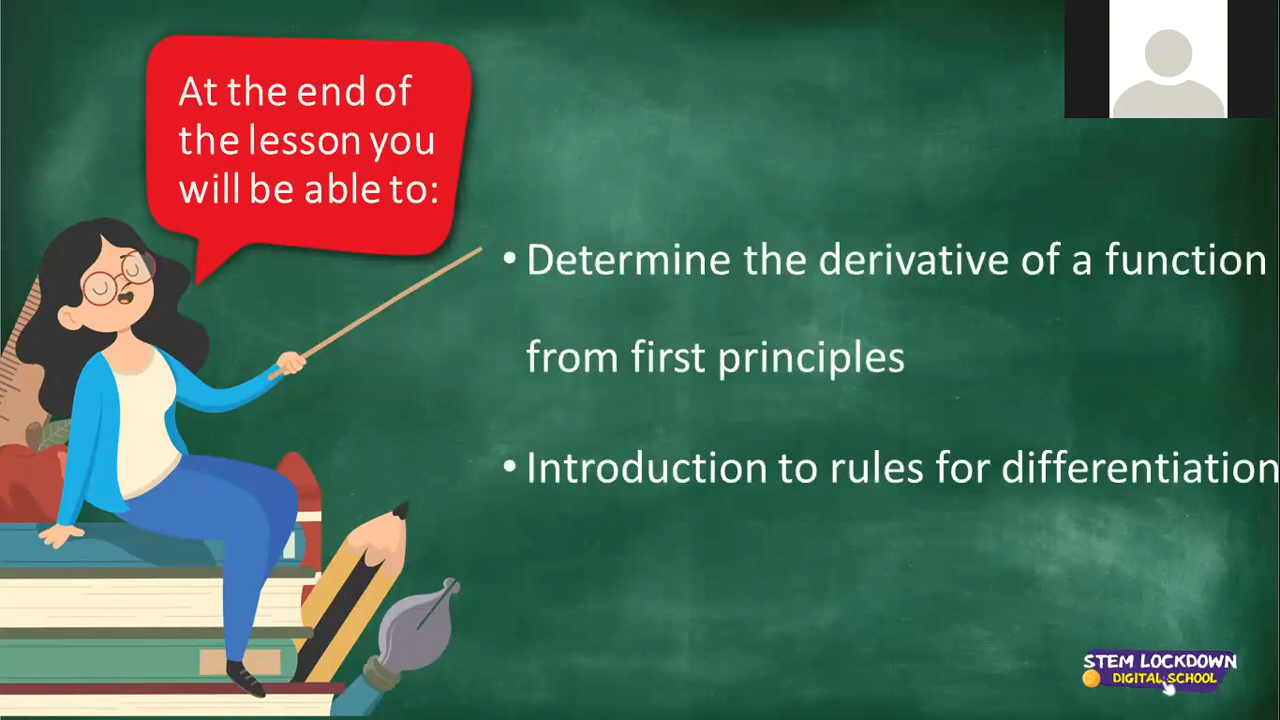 At the end of
the lesson you
will be able to:
• Determine the derivative of a function
from first principles
• Introduction to rules for differentiation
STEM LOCKDOWN
DIGITAL SCHOOL